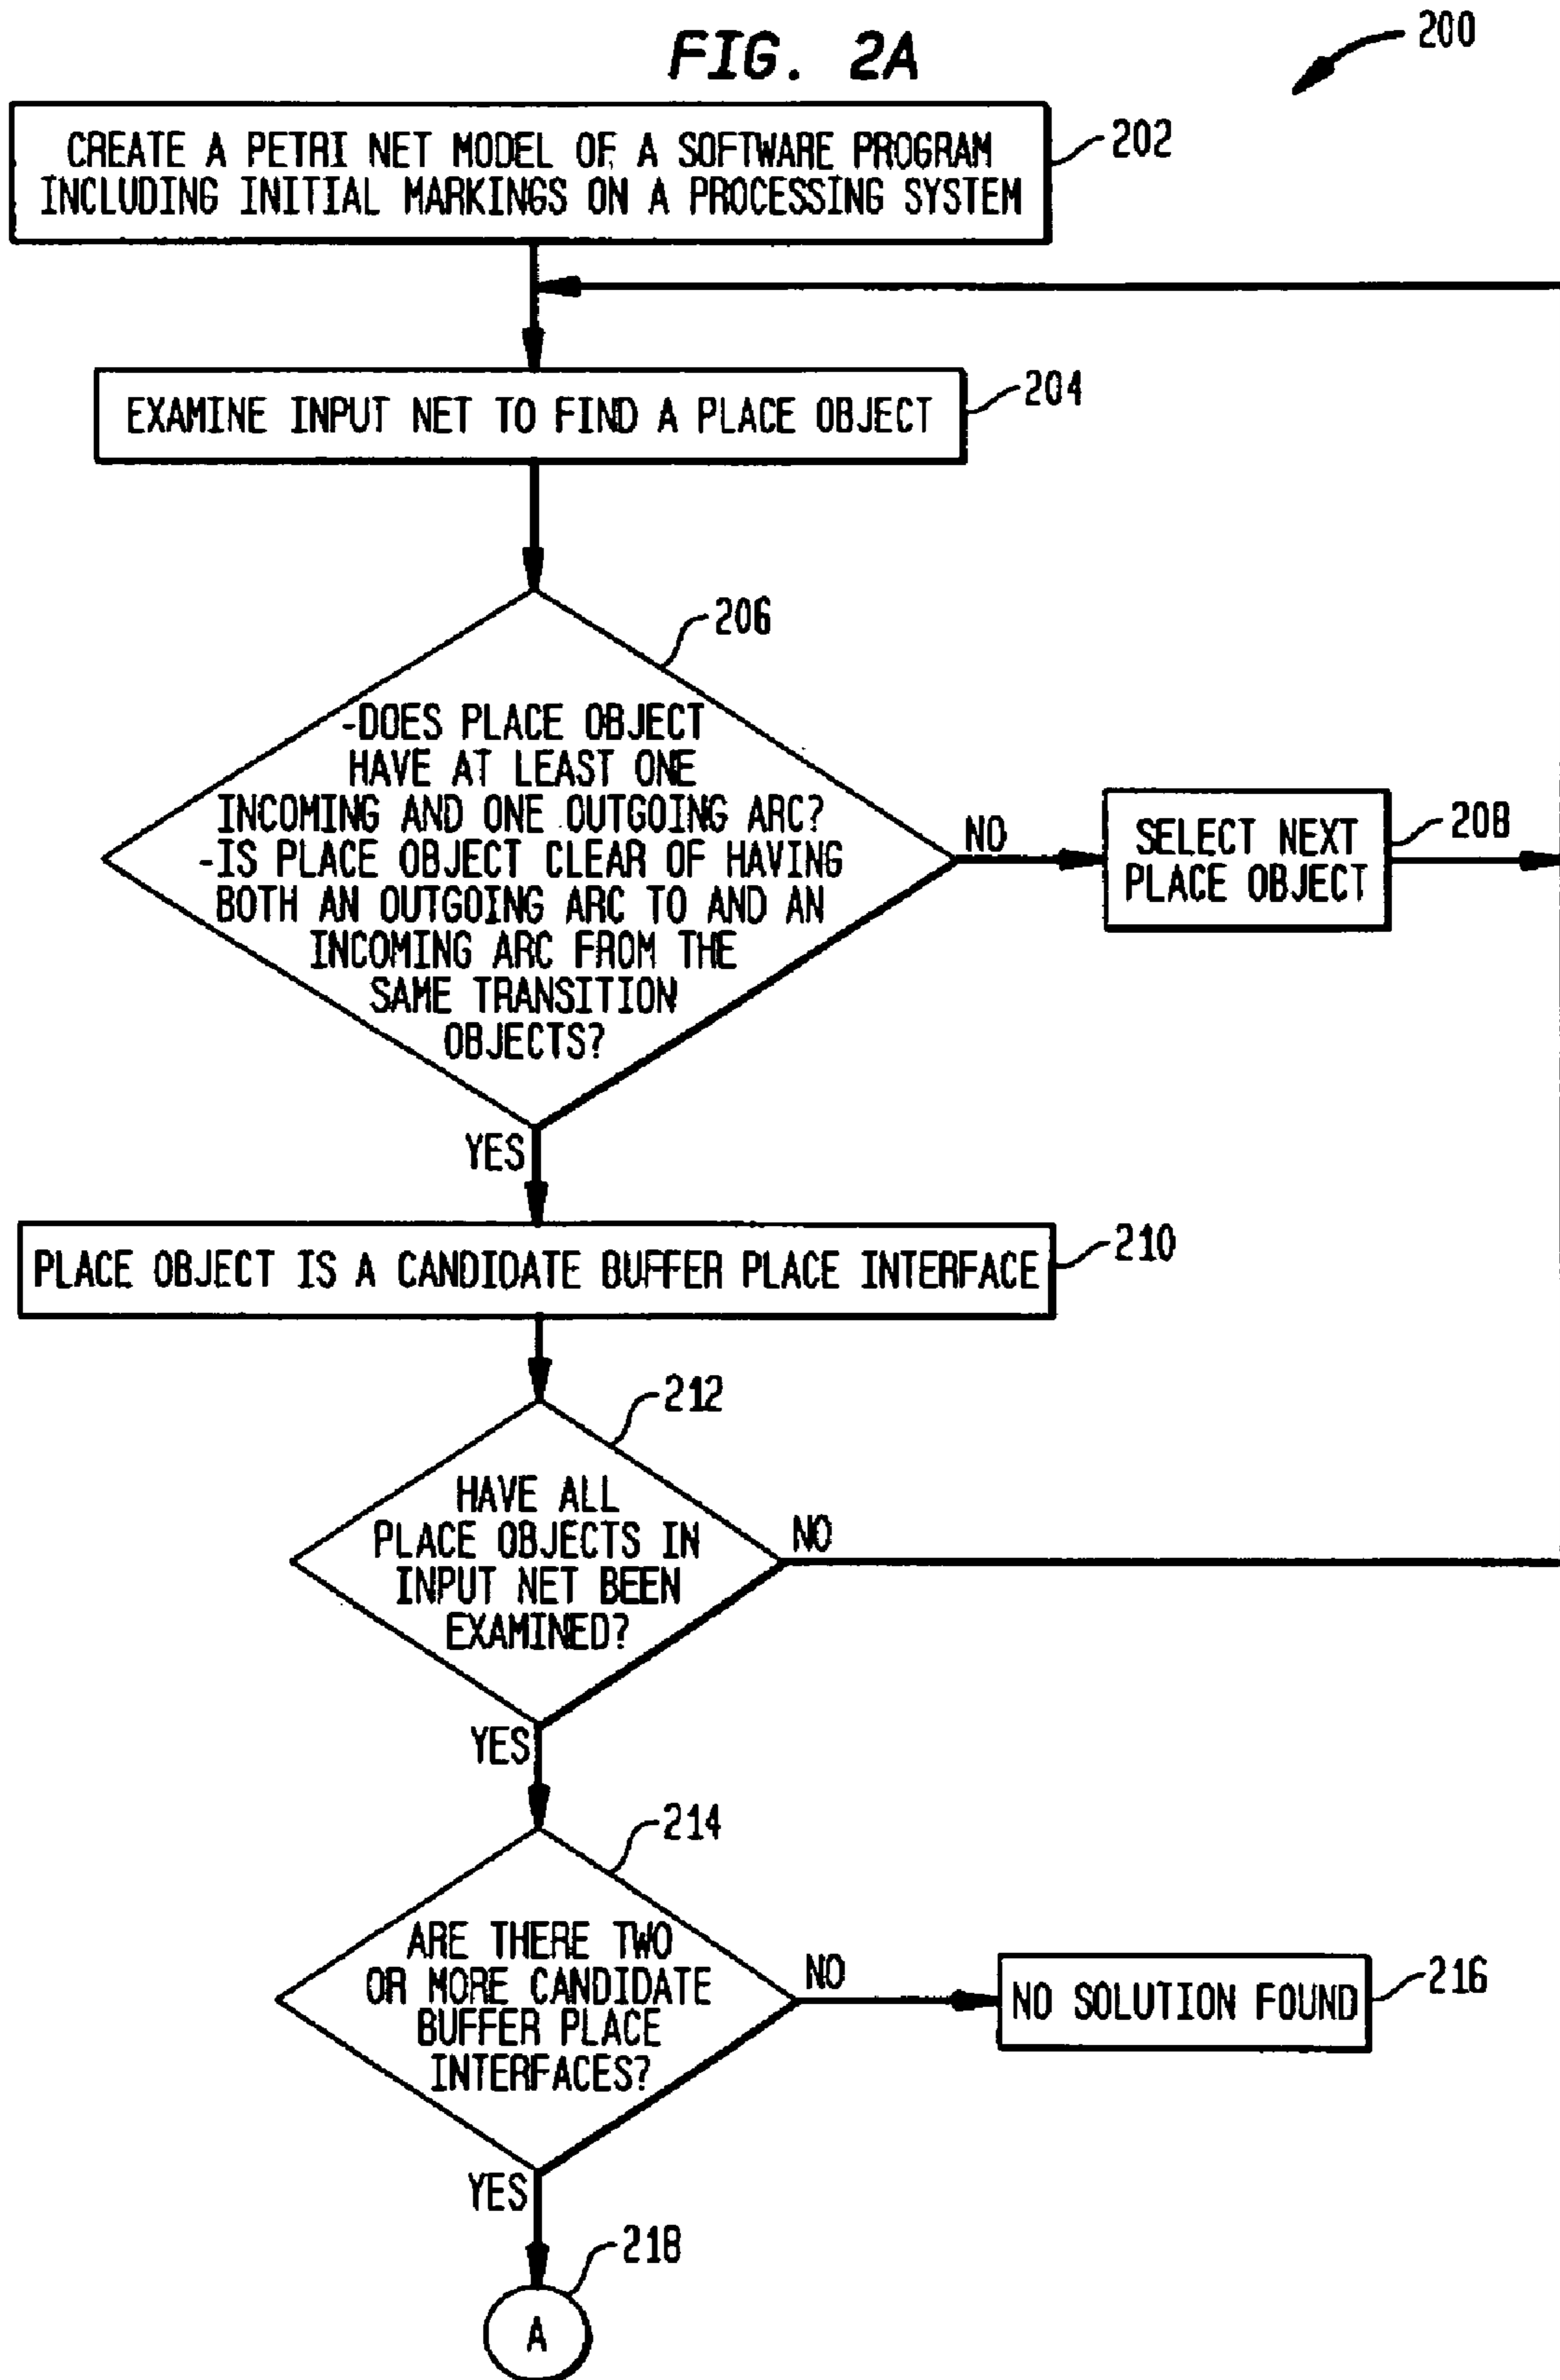 FIG. 2A
200
CREATE A PETRI NET MODEL OF A SOFTWARE PROGRAM
INCLUDING INITIAL MARKINGS ON A PROCESSING SYSTEM
202
EXAMINE INPUT NET TO FIND A PLACE OBJECT
204
206
-DOES PLACE OBJECT
HAVE AT LEAST ONE
INCOMING AND ONE OUTGOING ARC?
-IS PLACE OBJECT CLEAR OF HAVING
BOTH AN OUTGOING ARC TO AND AN
INCOMING ARC FROM THE
SAME TRANSITION
OBJECTS?
NO
SELECT NEXT
PLACE OBJECT
208
YES
PLACE OBJECT IS A CANDIDATE BUFFER PLACE INTERFACE
210
212
HAVE ALL
PLACE OBJECTS IN
INPUT NET BEEN
EXAMINED?
NO
YES
214
ARE THERE TWO
OR MORE CANDIDATE
BUFFER PLACE
INTERFACES?
NO
NO SOLUTION FOUND
216
YES
218
A